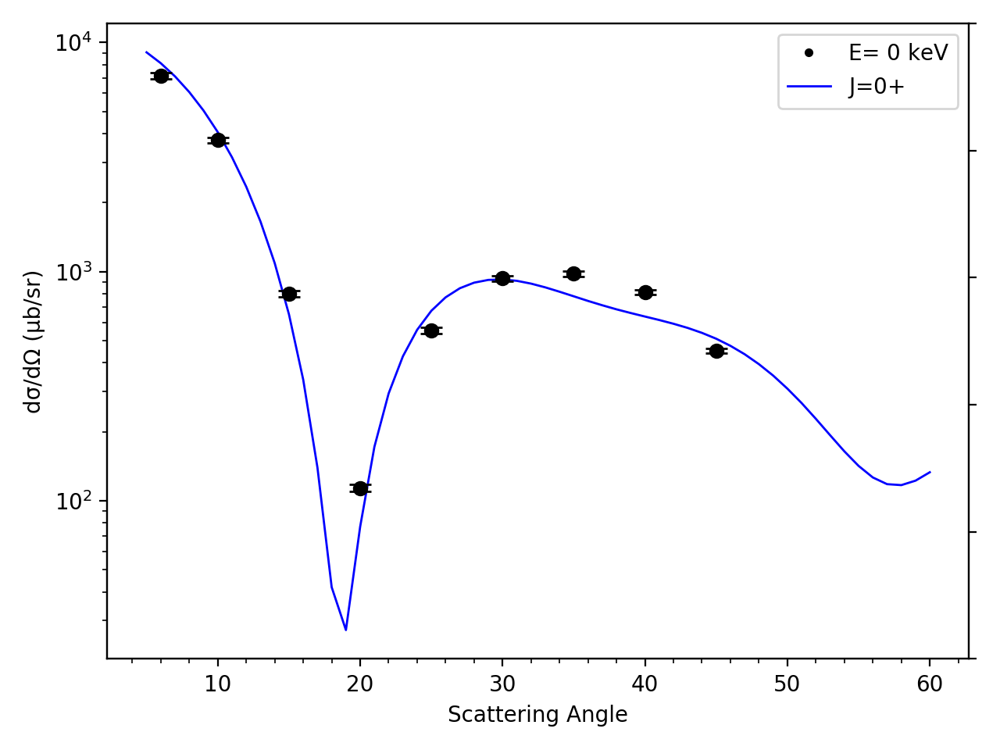 10⁴
10³
10²
dσ/dΩ (μb/sr)
E= 0 keV
J=0+
10 20 30 40 50 60
Scattering Angle